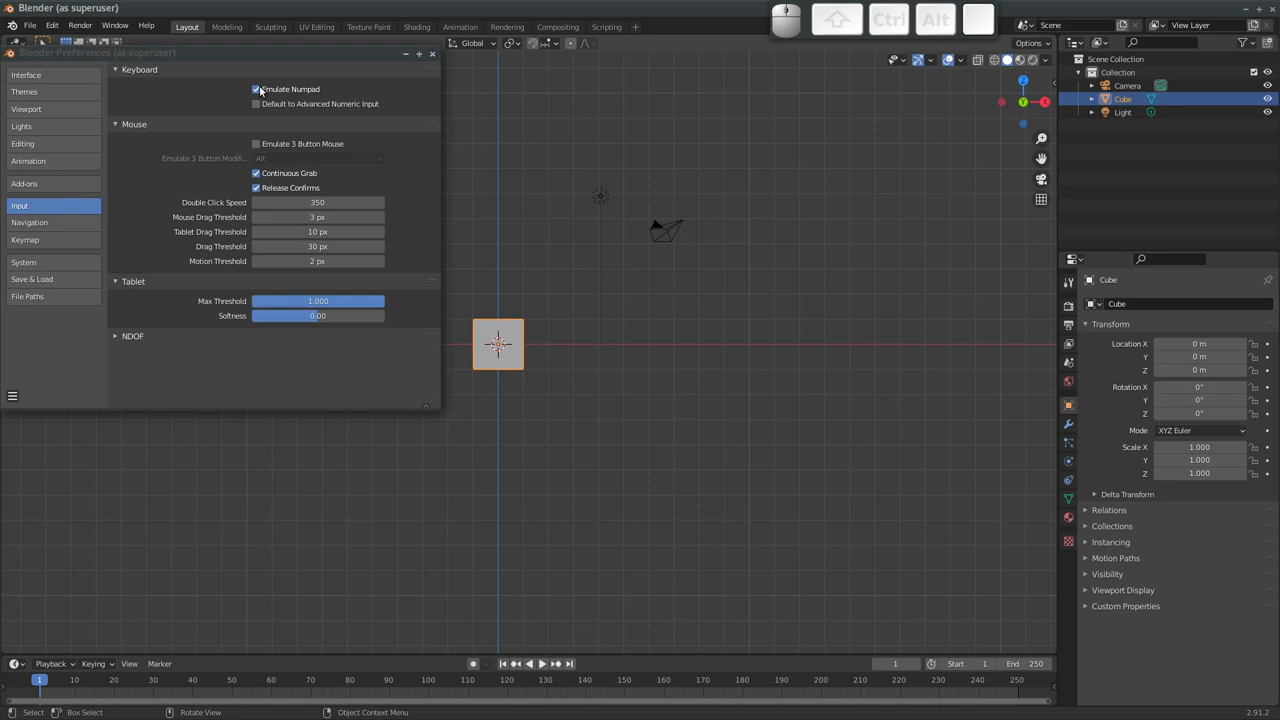 Blender (as superuser)
File Edit Render Window Help Layout Modeling Sculpting UV Editing Texture Paint Shading Animation Rendering Compositing Scripting Ctrl Alt Scene View Layer
Global Options
Blender Preferences (as superuser)
Interface
Themes
Viewport
Lights
Editing
Animation
Add-ons
Input
Navigation
Keymap
System
Save & Load
File Paths
Keyboard
Emulate Numpad
Default to Advanced Numeric Input
Mouse
Emulate 3 Button Mouse
Emulate 3 Button Modifi... Alt
Continuous Grab
Release Confirms
Double Click Speed 350
Mouse Drag Threshold 3 px
Tablet Drag Threshold 10 px
Drag Threshold 30 px
Motion Threshold 2 px
Tablet
Max Threshold 1.000
Softness 0.00
NDOF
Z
Y X
Scene Collection
Collection
Camera
Cube
Light
Cube
Cube
Transform
Location X 0 m
Y 0 m
Z 0 m
Rotation X 0°
Y 0°
Z 0°
Mode XYZ Euler
Scale X 1.000
Y 1.000
Z 1.000
Delta Transform
Relations
Collections
Instancing
Motion Paths
Visibility
Viewport Display
Custom Properties
Playback Keying View Marker 1 Start 1 End 250
1 10 20 30 40 50 60 70 80 90 100 110 120 130 140 150 160 170 180 190 200 210 220 230 240 250
Select Box Select Rotate View Object Context Menu 2.91.2